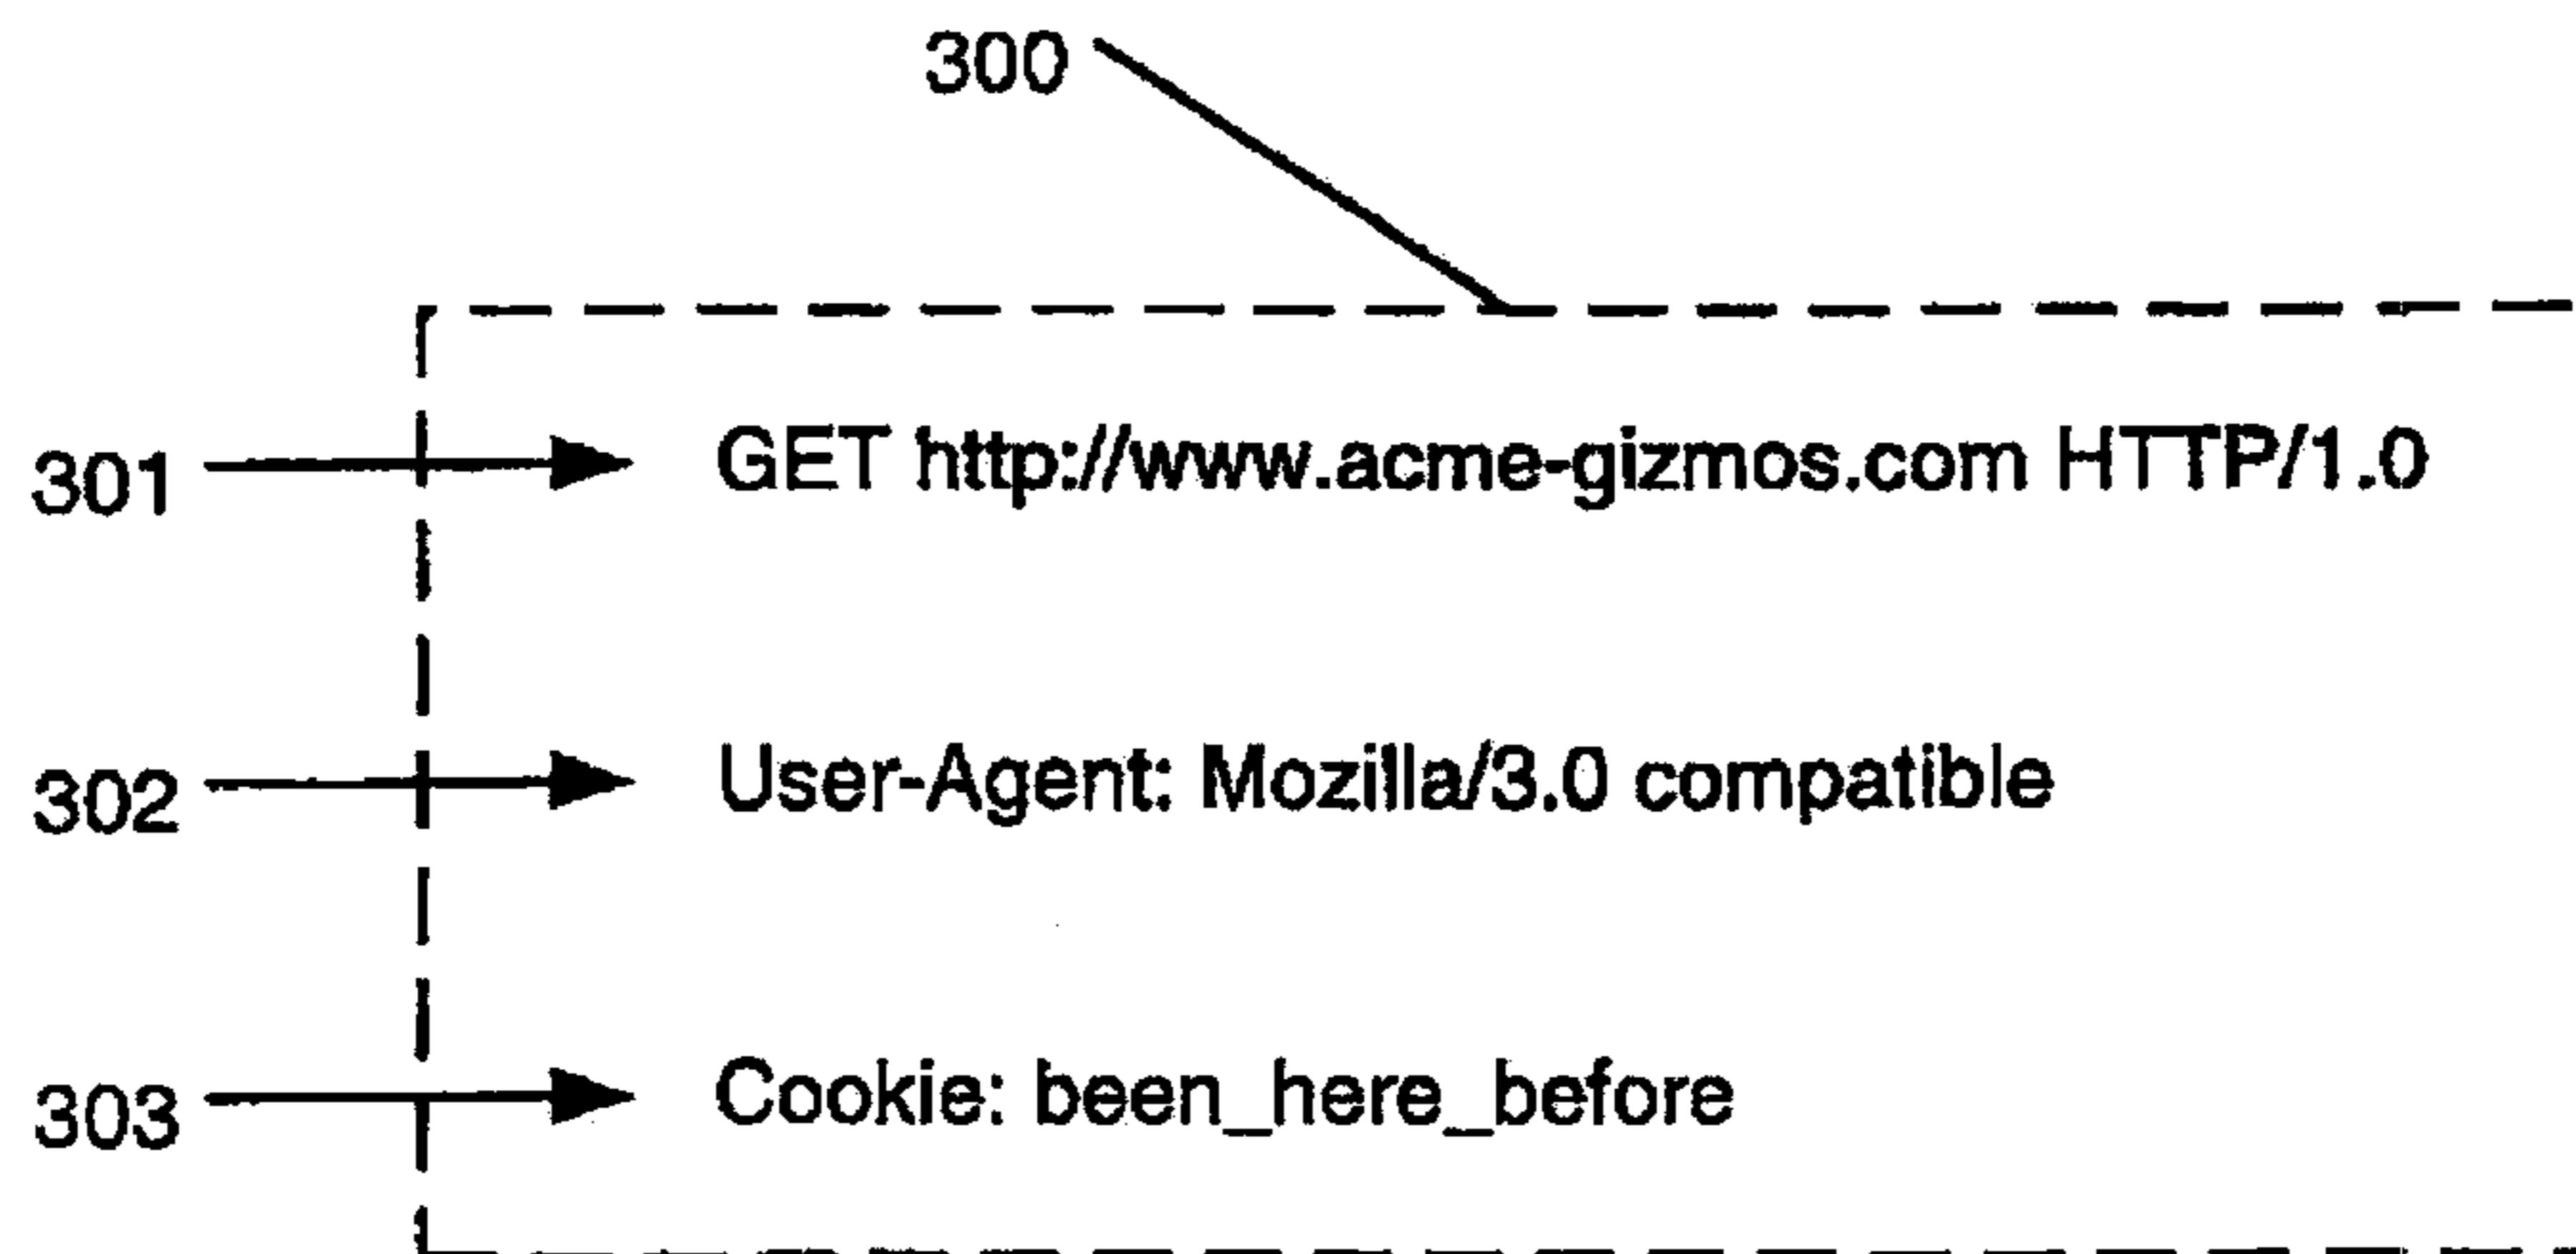 300
301 GET http://www.acme-gizmos.com HTTP/1.0
302 User-Agent: Mozilla/3.0 compatible
303 Cookie: been_here_before